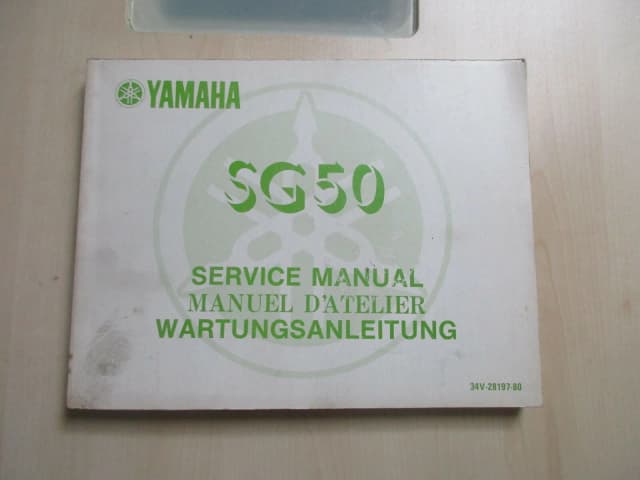 YAMAHA
SG50
SERVICE MANUAL
MANUEL D'ATELIER
WARTUNGSANLEITUNG
34V-28197-80